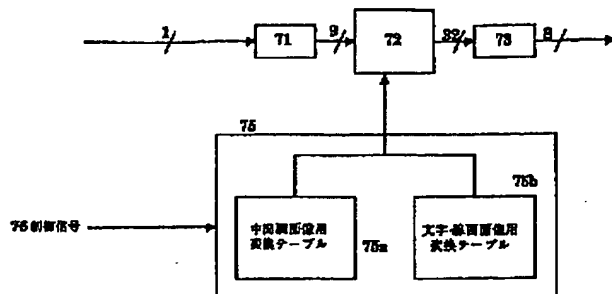 1
71
9
72
32
73
8
75
75b
76 制御信号
中間調画像用
変換テーブル
75a
文字・線画画像用
変換テーブル